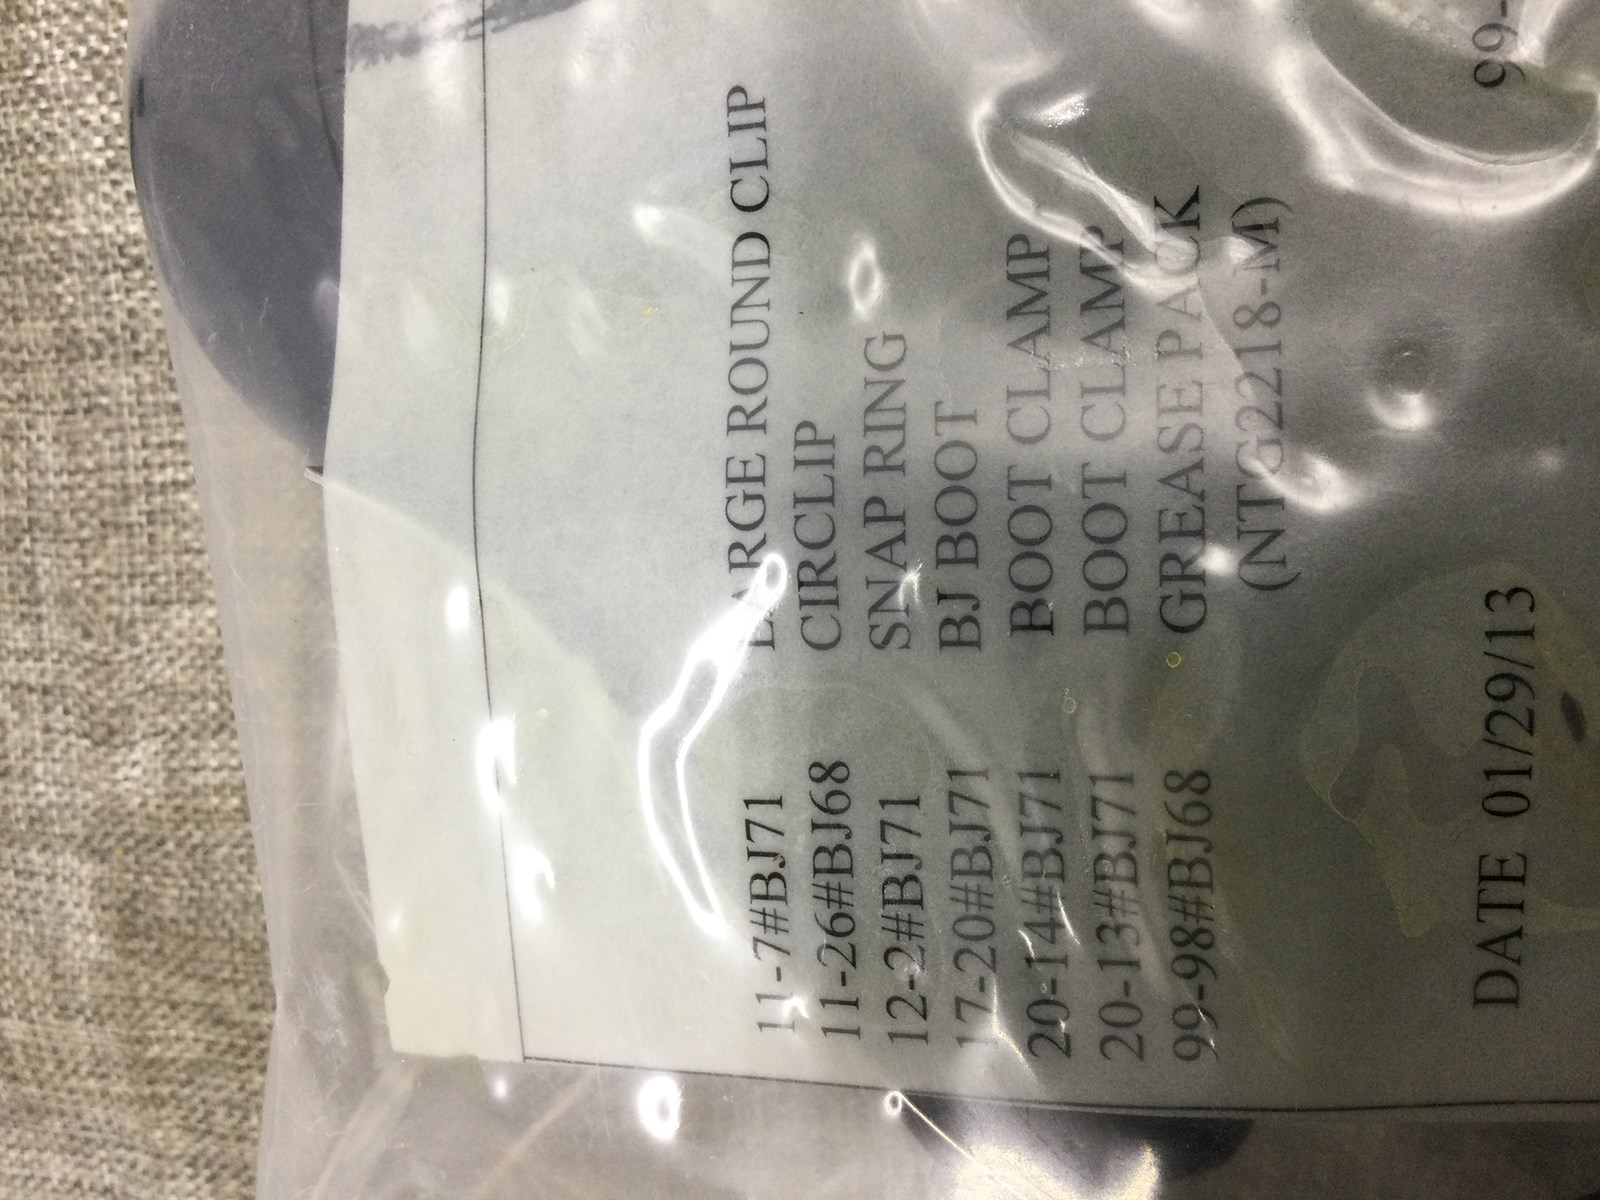 11-7#BJ71 LARGE ROUND CLIP
11-26#BJ68 CIRCLIP
12-2#BJ71 SNAP RING
17-20#BJ71 BJ BOOT
20-14#BJ71 BOOT CLAMP
20-13#BJ71 BOOT CLAMP
99-98#BJ68 GREASE PACK
(NTG2218-M)
DATE 01/29/13 99-